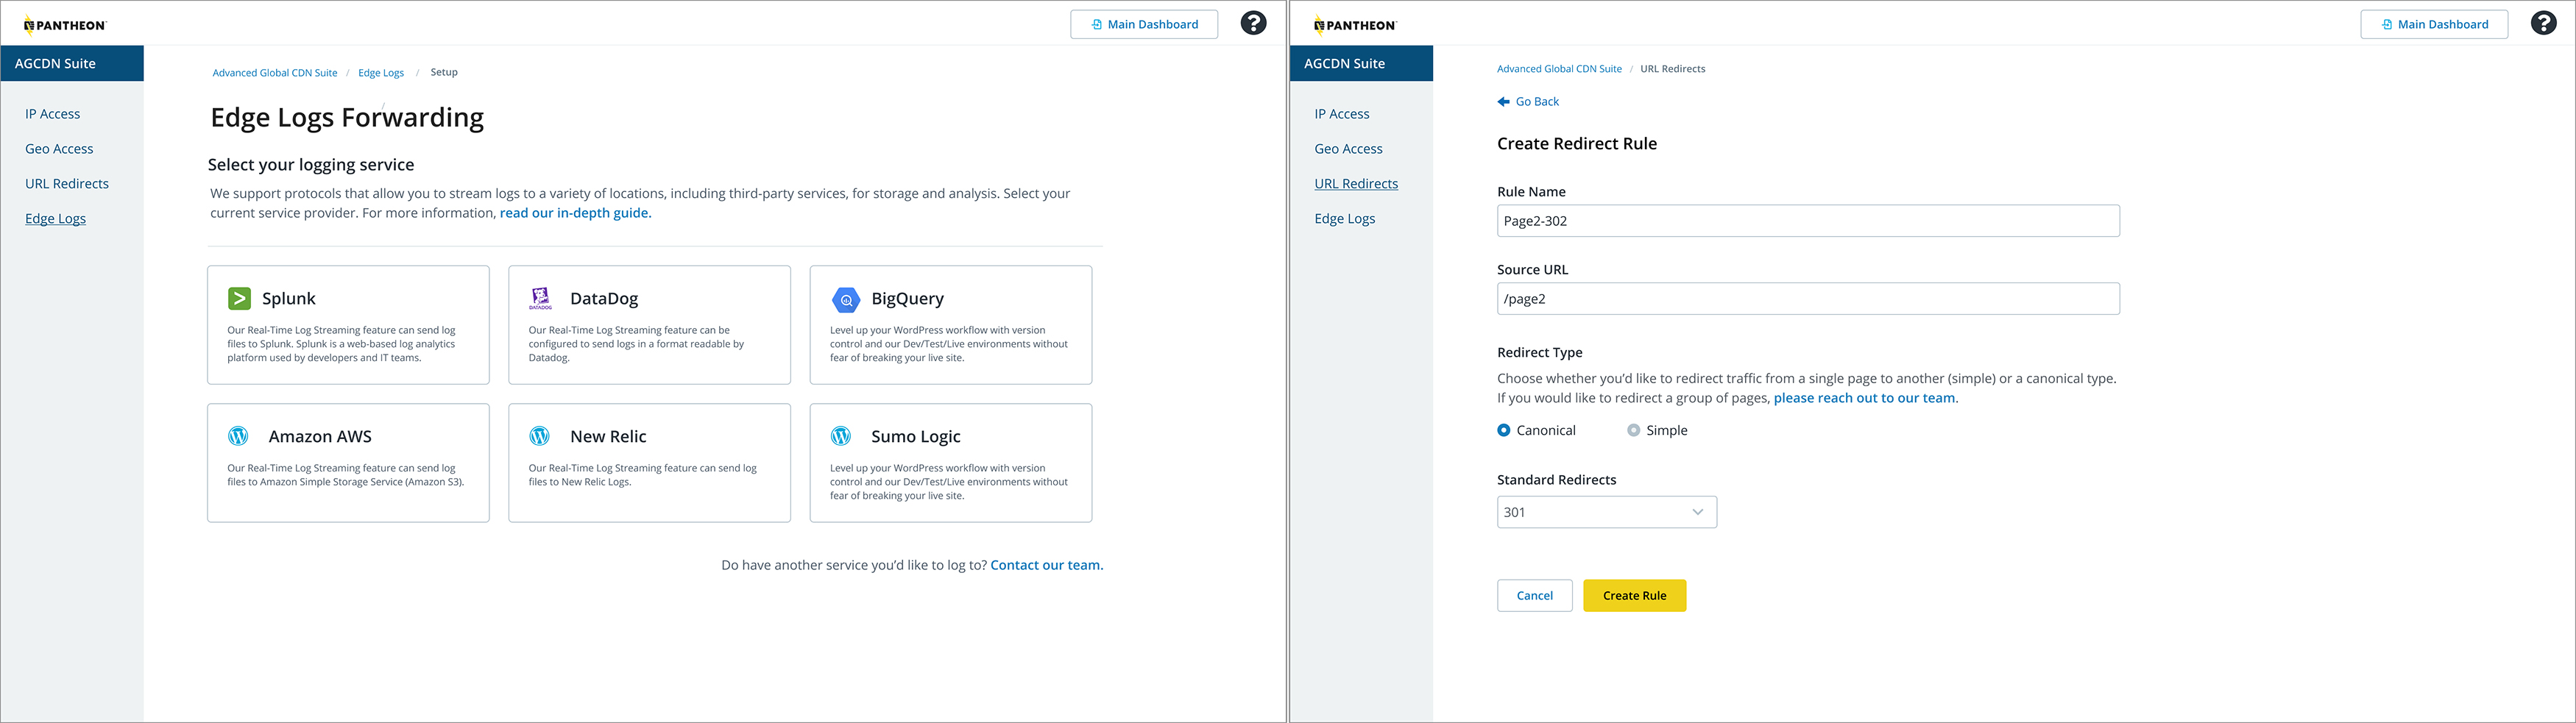 PANTHEON
Main Dashboard
?
AGCDN Suite
IP Access
Geo Access
URL Redirects
Edge Logs
Advanced Global CDN Suite / Edge Logs / Setup
/
Edge Logs Forwarding
Select your logging service
We support protocols that allow you to stream logs to a variety of locations, including third-party services, for storage and analysis. Select your
current service provider. For more information, read our in-depth guide.
Splunk
Our Real-Time Log Streaming feature can send log
files to Splunk. Splunk is a web-based log analytics
platform used by developers and IT teams.
DATADOG
DataDog
Our Real-Time Log Streaming feature can be
configured to send logs in a format readable by
Datadog.
BigQuery
Level up your WordPress workflow with version
control and our Dev/Test/Live environments without
fear of breaking your live site.
Amazon AWS
Our Real-Time Log Streaming feature can send log
files to Amazon Simple Storage Service (Amazon S3).
New Relic
Our Real-Time Log Streaming feature can send log
files to New Relic Logs.
Sumo Logic
Level up your WordPress workflow with version
control and our Dev/Test/Live environments without
fear of breaking your live site.
Do have another service you'd like to log to? Contact our team.
PANTHEON
Main Dashboard
?
AGCDN Suite
IP Access
Geo Access
URL Redirects
Edge Logs
Advanced Global CDN Suite / URL Redirects
Go Back
Create Redirect Rule
Rule Name
Page2-302
Source URL
/page2
Redirect Type
Choose whether you'd like to redirect traffic from a single page to another (simple) or a canonical type.
If you would like to redirect a group of pages, please reach out to our team.
Canonical
Simple
Standard Redirects
301
Cancel
Create Rule